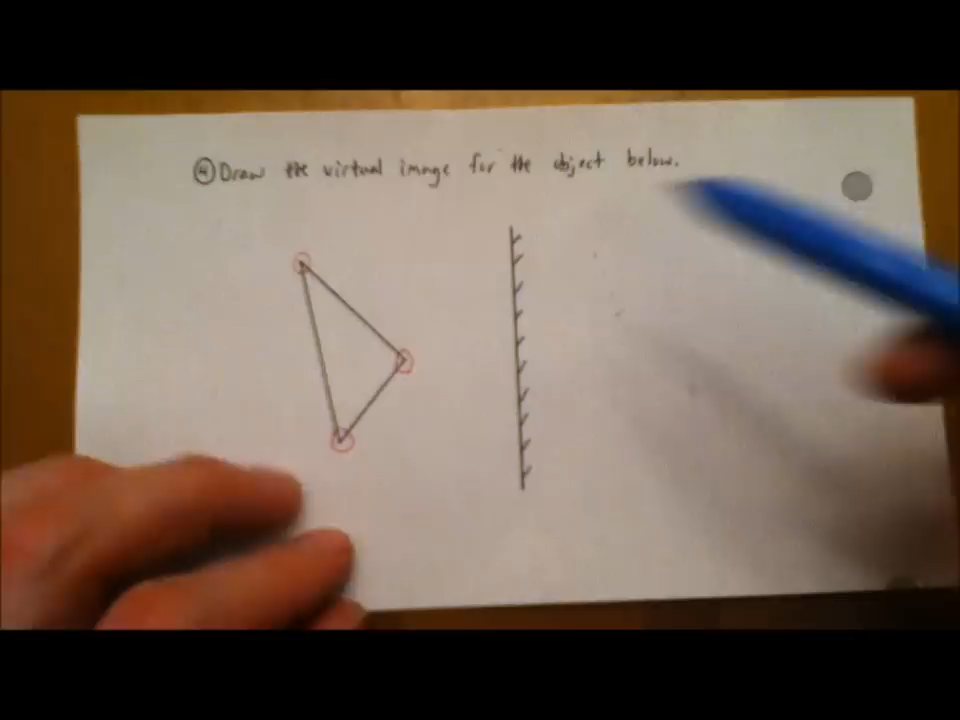 ④ Draw the virtual image for the object below.